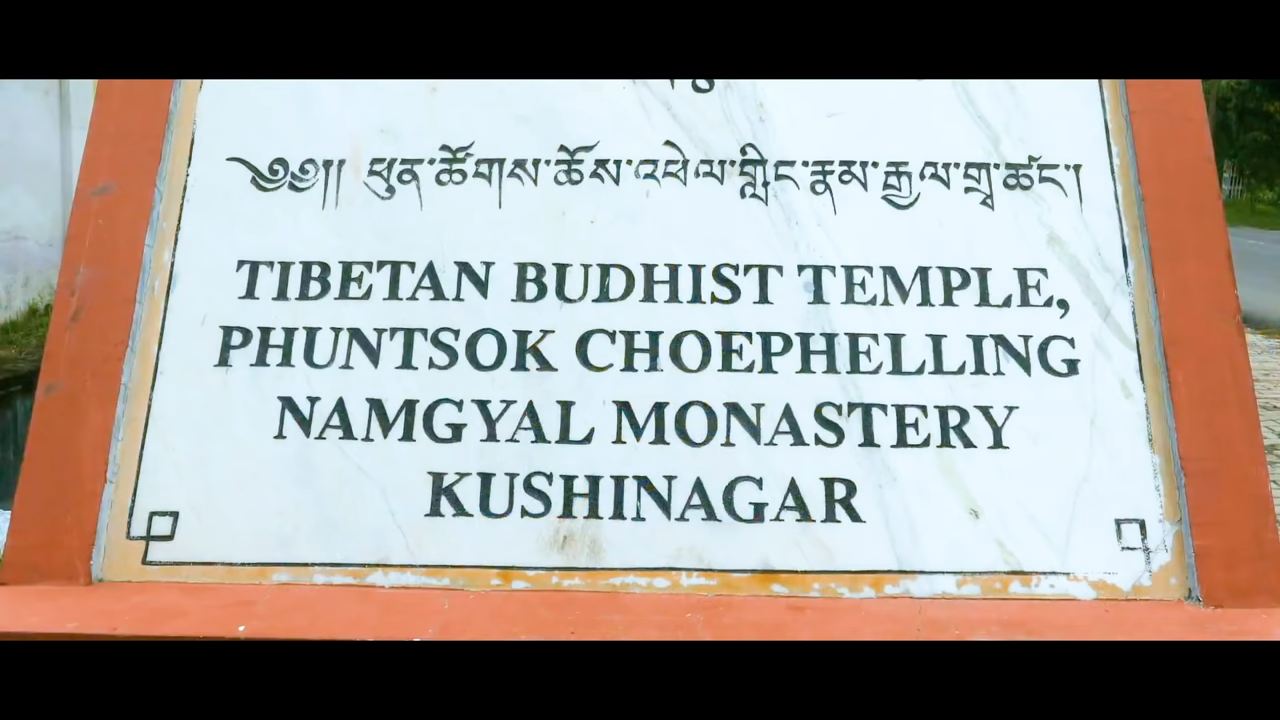 ༄༅།། ཕུན་ཚོགས་ཆོས་འཕེལ་གླིང་རྣམ་རྒྱལ་གྲྭ་ཚང་།
TIBETAN BUDHIST TEMPLE,
PHUNTSOK CHOEPHELLING
NAMGYAL MONASTERY
KUSHINAGAR